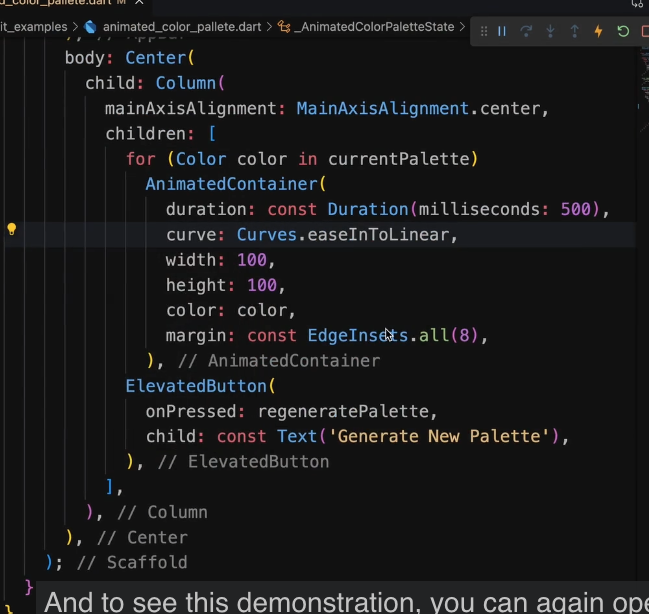 it_examples > animated_color_pallete.dart > _AnimatedColorPaletteState >
body: Center(
child: Column(
mainAxisAlignment: MainAxisAlignment.center,
children: [
for (Color color in currentPalette)
AnimatedContainer(
duration: const Duration(milliseconds: 500),
curve: Curves.easeInToLinear,
width: 100,
height: 100,
color: color,
margin: const EdgeInsets.all(8),
), // AnimatedContainer
ElevatedButton(
onPressed: regeneratePalette,
child: const Text('Generate New Palette'),
), // ElevatedButton
],
), // Column
), // Center
); // Scaffold
}
}
And to see this demonstration, you can again ope